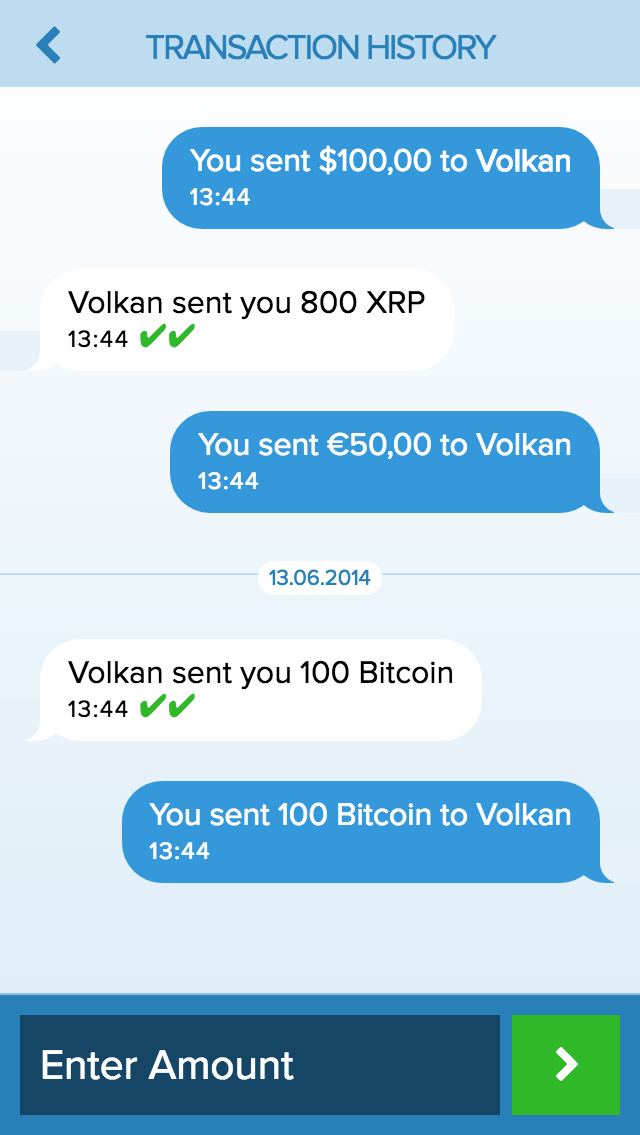 TRANSACTION HISTORY
You sent $100,00 to Volkan
13:44
Volkan sent you 800 XRP
13:44 ✔✔
You sent €50,00 to Volkan
13:44
13.06.2014
Volkan sent you 100 Bitcoin
13:44 ✔✔
You sent 100 Bitcoin to Volkan
13:44
Enter Amount